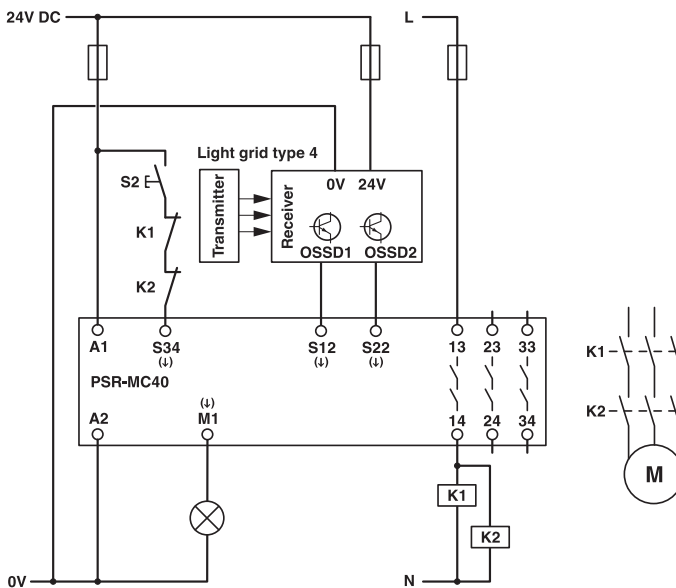 24V DC
L
Light grid type 4
0V 24V
S2
Transmitter
Receiver
K1
OSSD1 OSSD2
K2
A1 S34 S12 S22 13 23 33
(↓) (↓) (↓)
K1
PSR-MC40
(↓)
K2
A2 M1 14 24 34
M
K1
K2
0V
N